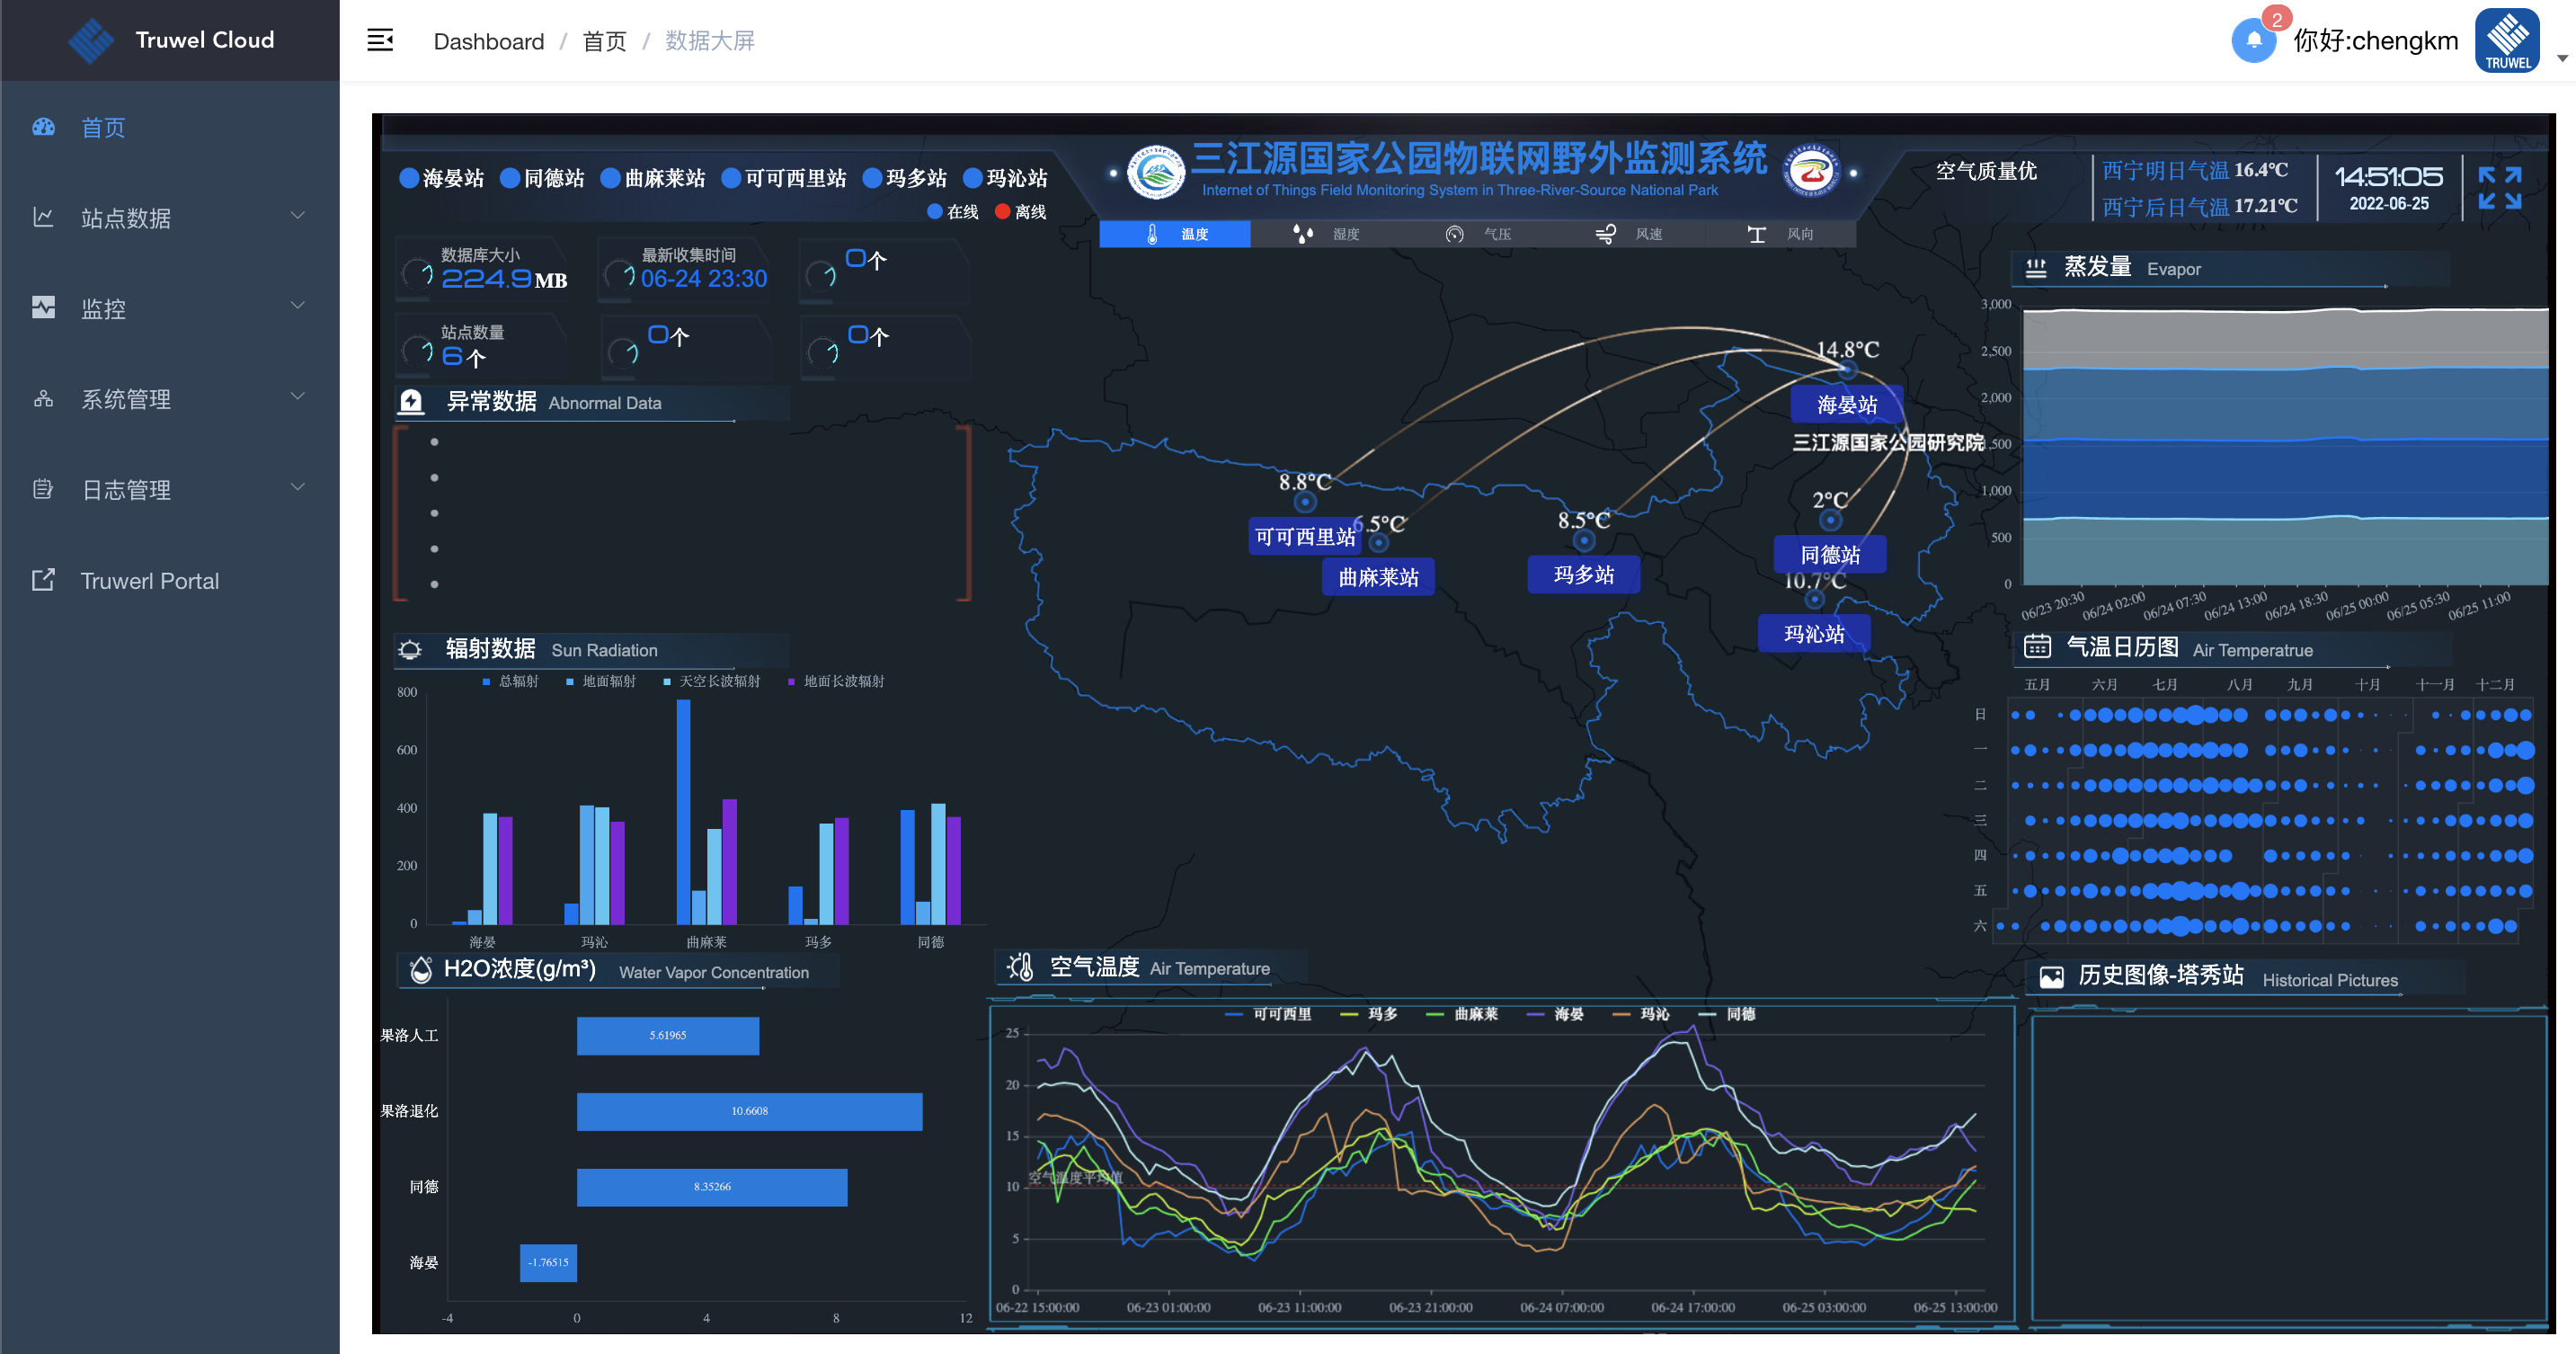 Truwel Cloud
Dashboard / 首页 / 数据大屏
2
你好:chengkm
TRUWEL
首页
站点数据
监控
系统管理
日志管理
Truwerl Portal
海晏站 同德站 曲麻莱站 可可西里站 玛多站 玛沁站
在线 离线
三江源国家公园物联网野外监测系统
Internet of Things Field Monitoring System in Three-River-Source National Park
温度 湿度 气压 风速 风向
空气质量优
西宁明日气温 16.4℃
西宁后日气温 17.21℃
14:51:05
2022-06-25
数据库大小
224.9 MB
最新收集时间
06-24 23:30
0个
站点数量
6个
0个
0个
异常数据 Abnormal Data
辐射数据 Sun Radiation
总辐射 地面辐射 天空长波辐射 地面长波辐射
800
600
400
200
0
海晏 玛沁 曲麻莱 玛多 同德
H2O浓度(g/m³) Water Vapor Concentration
果洛人工 5.61965
果洛退化 10.6608
同德 8.35266
海晏 -1.76515
-4 0 4 8 12
14.8°C
海晏站
三江源国家公园研究院
8.8°C
可可西里站
6.5°C
曲麻莱站
8.5°C
玛多站
2°C
同德站
10.7°C
玛沁站
空气温度 Air Temperature
可可西里 玛多 曲麻莱 海晏 玛沁 同德
25
20
15
空气温度平均值
10
5
0
06-22 15:00:00 06-23 01:00:00 06-23 11:00:00 06-23 21:00:00 06-24 07:00:00 06-24 17:00:00 06-25 03:00:00 06-25 13:00:00
蒸发量 Evapor
3,000
2,500
2,000
,500
1,000
500
0
06/23 20:30 06/24 02:00 06/24 07:30 06/24 13:00 06/24 18:30 06/25 00:00 06/25 05:30 06/25 11:00
气温日历图 Air Temperatrue
五月 六月 七月 八月 九月 十月 十一月 十二月
日
一
二
三
四
五
六
历史图像-塔秀站 Historical Pictures